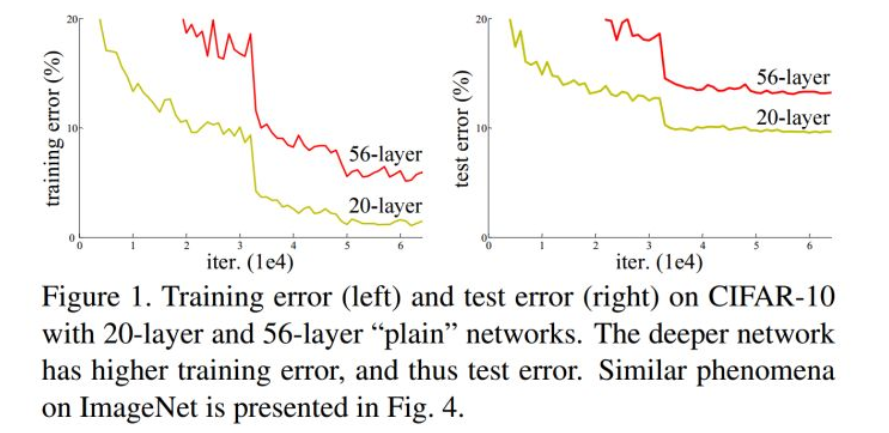 training error (%)
20
10
0
0 1 2 3 4 5 6
iter. (1e4)
56-layer
20-layer
test error (%)
20
10
0
0 1 2 3 4 5 6
iter. (1e4)
56-layer
20-layer
Figure 1. Training error (left) and test error (right) on CIFAR-10
with 20-layer and 56-layer “plain” networks. The deeper network
has higher training error, and thus test error. Similar phenomena
on ImageNet is presented in Fig. 4.